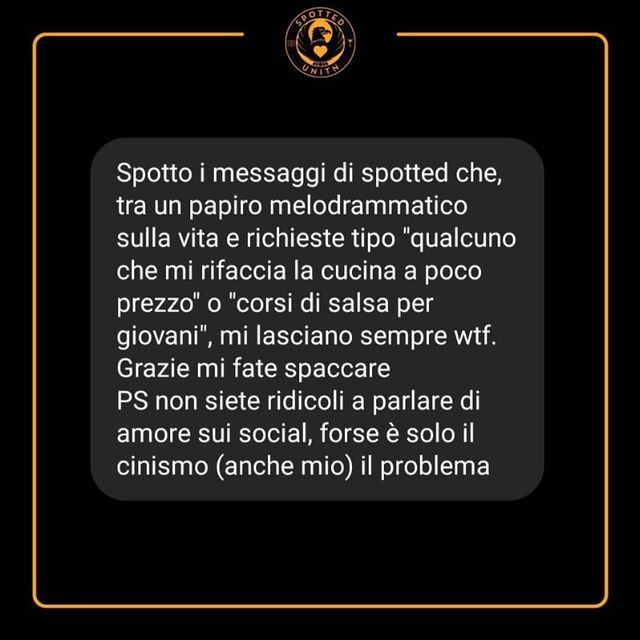 SPOTTED
UNITN
Spotto i messaggi di spotted che,
tra un papiro melodrammatico
sulla vita e richieste tipo "qualcuno
che mi rifaccia la cucina a poco
prezzo" o "corsi di salsa per
giovani", mi lasciano sempre wtf.
Grazie mi fate spaccare
PS non siete ridicoli a parlare di
amore sui social, forse è solo il
cinismo (anche mio) il problema